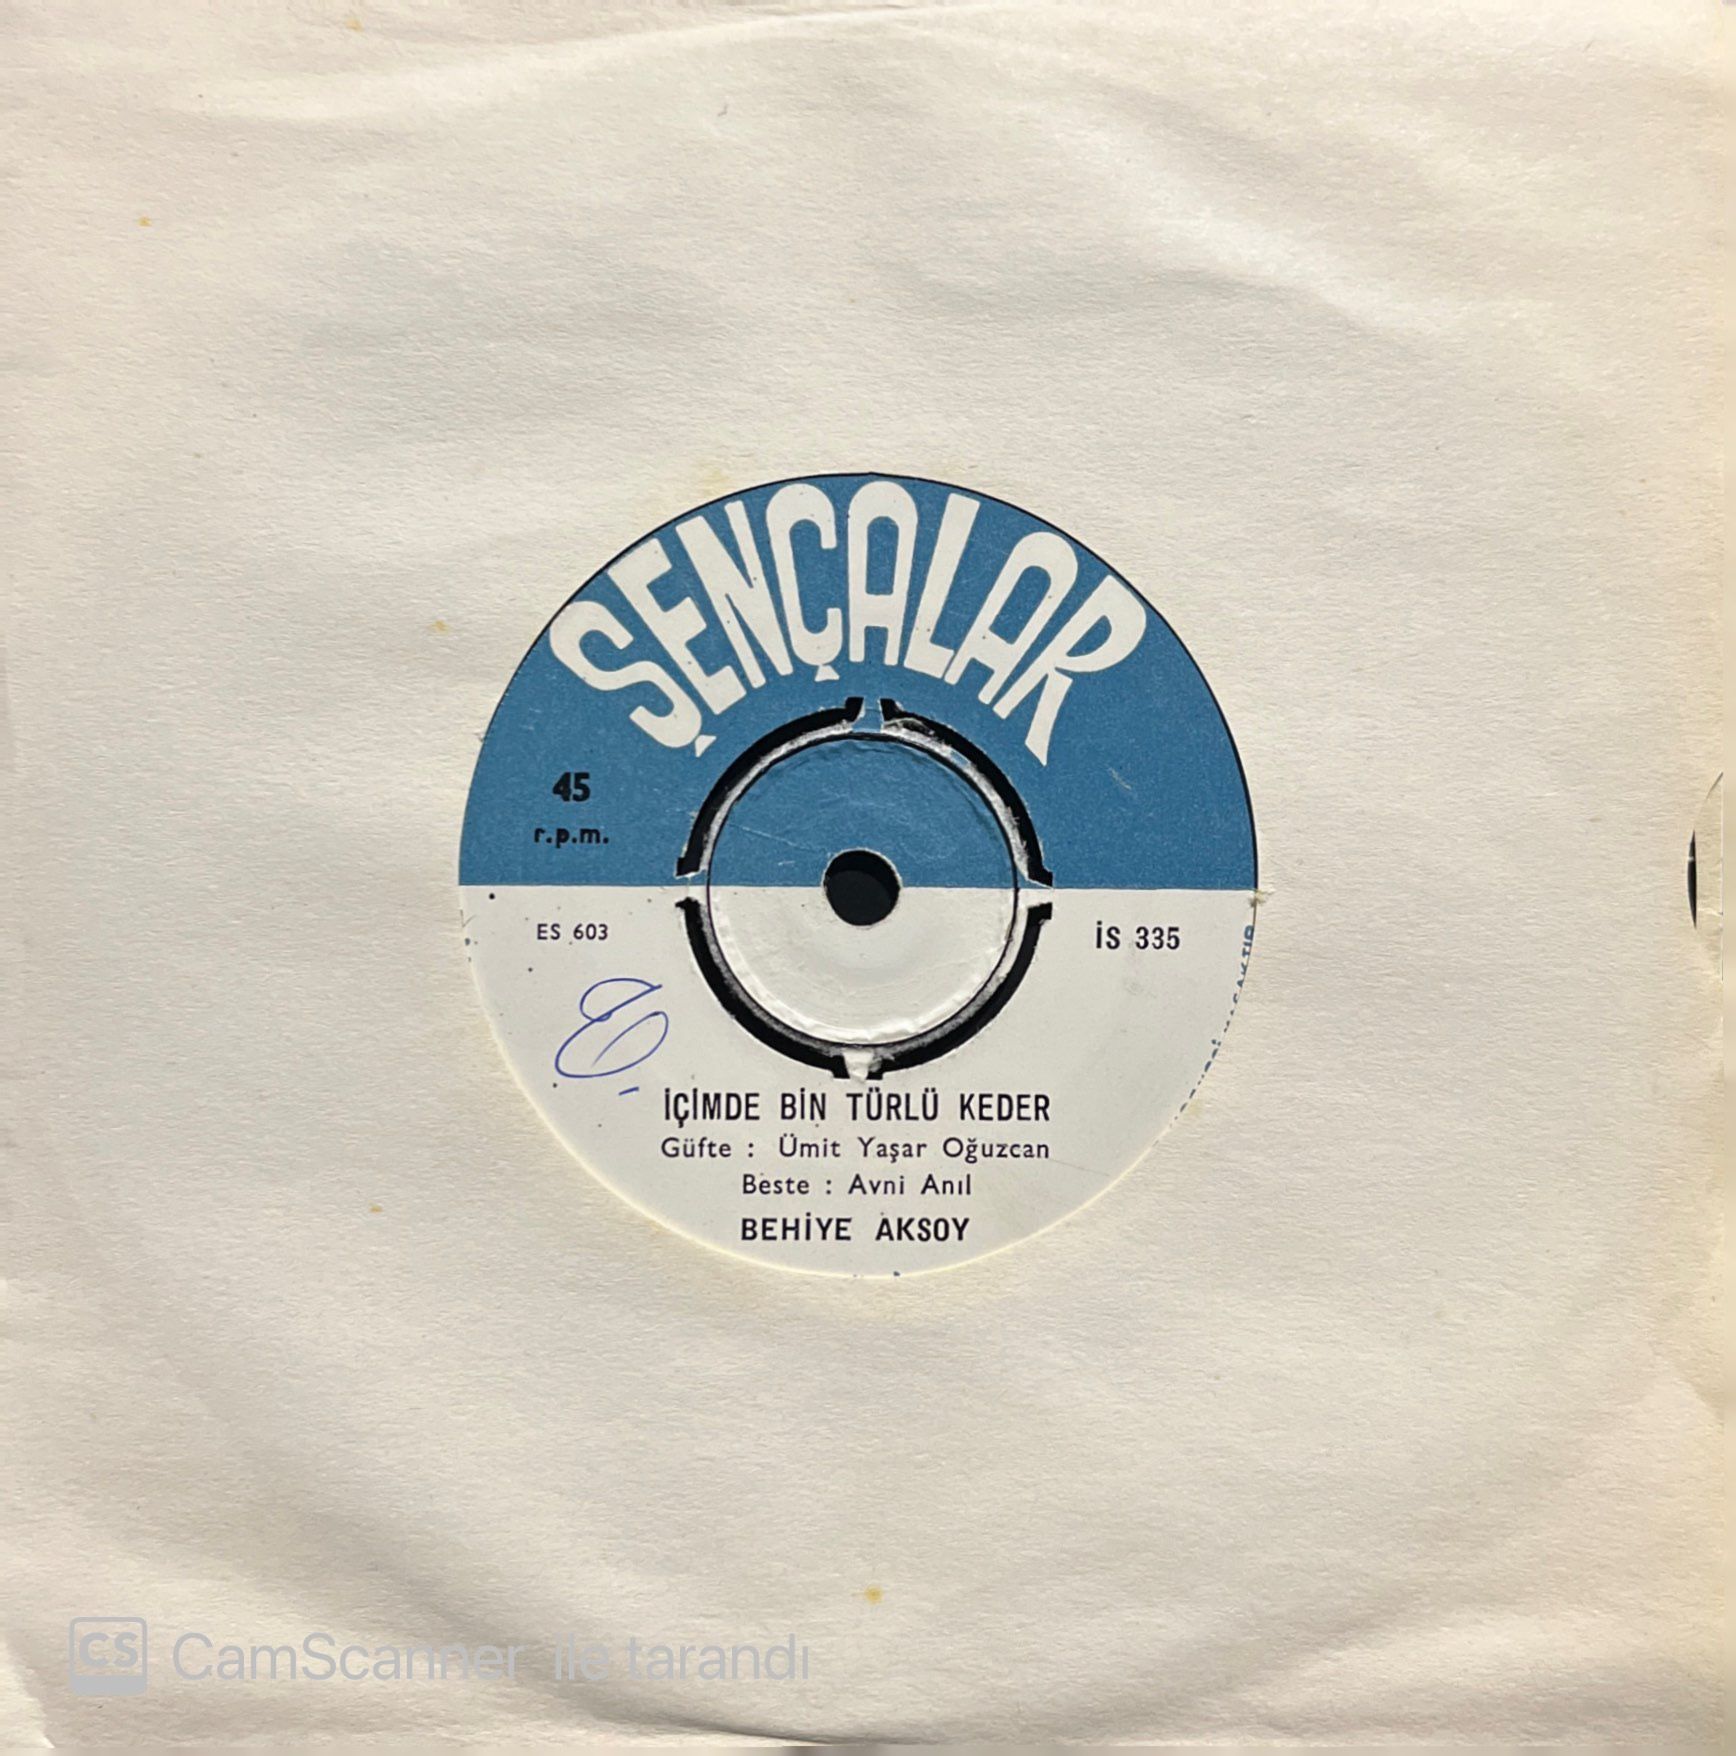 ŞENÇALAR
45
r.p.m.
ES 603
İS 335
İÇİMDE BİN TÜRLÜ KEDER
Güfte : Ümit Yaşar Oğuzcan
Beste : Avni Anıl
BEHİYE AKSOY
CS CamScanner ile tarandı